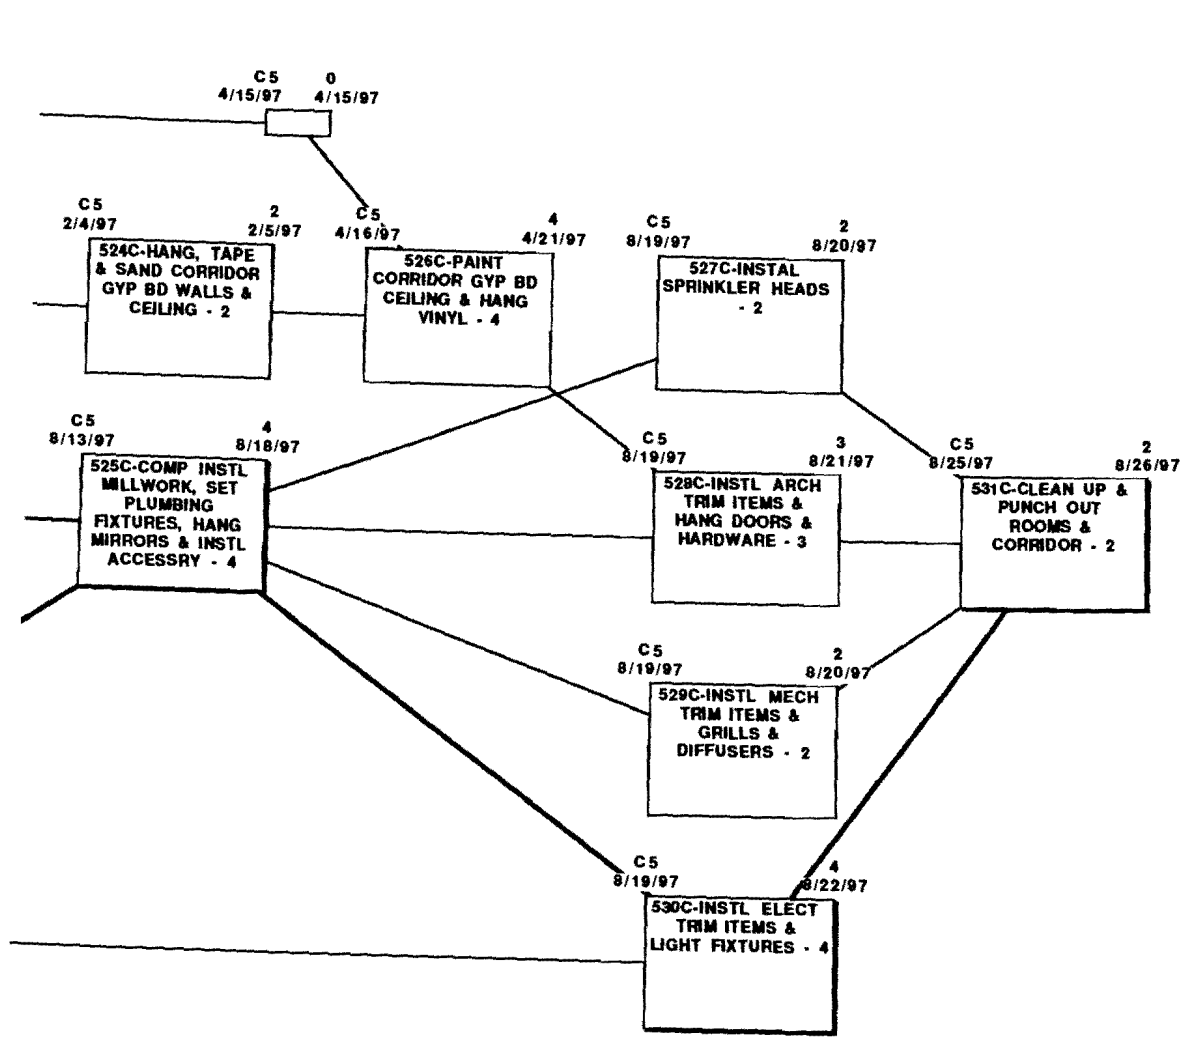 C5 0
4/15/97 4/15/97
C5 2
2/4/97 2/5/97
524C-HANG, TAPE
& SAND CORRIDOR
GYP BD WALLS &
CEILING - 2
C5 4
4/16/97 4/21/97
526C-PAINT
CORRIDOR GYP BD
CEILING & HANG
VINYL - 4
C5 2
8/19/97 8/20/97
527C-INSTAL
SPRINKLER HEADS
- 2
C5 4
8/13/97 8/18/97
525C-COMP INSTL
MILLWORK, SET
PLUMBING
FIXTURES, HANG
MIRRORS & INSTL
ACCESSRY - 4
C5 3
8/19/97 8/21/97
528C-INSTL ARCH
TRIM ITEMS &
HANG DOORS &
HARDWARE - 3
C5 2
8/25/97 8/26/97
531C-CLEAN UP &
PUNCH OUT
ROOMS &
CORRIDOR - 2
C5 2
8/19/97 8/20/97
529C-INSTL MECH
TRIM ITEMS &
GRILLS &
DIFFUSERS - 2
C5 4
8/19/97 8/22/97
530C-INSTL ELECT
TRIM ITEMS &
LIGHT FIXTURES - 4